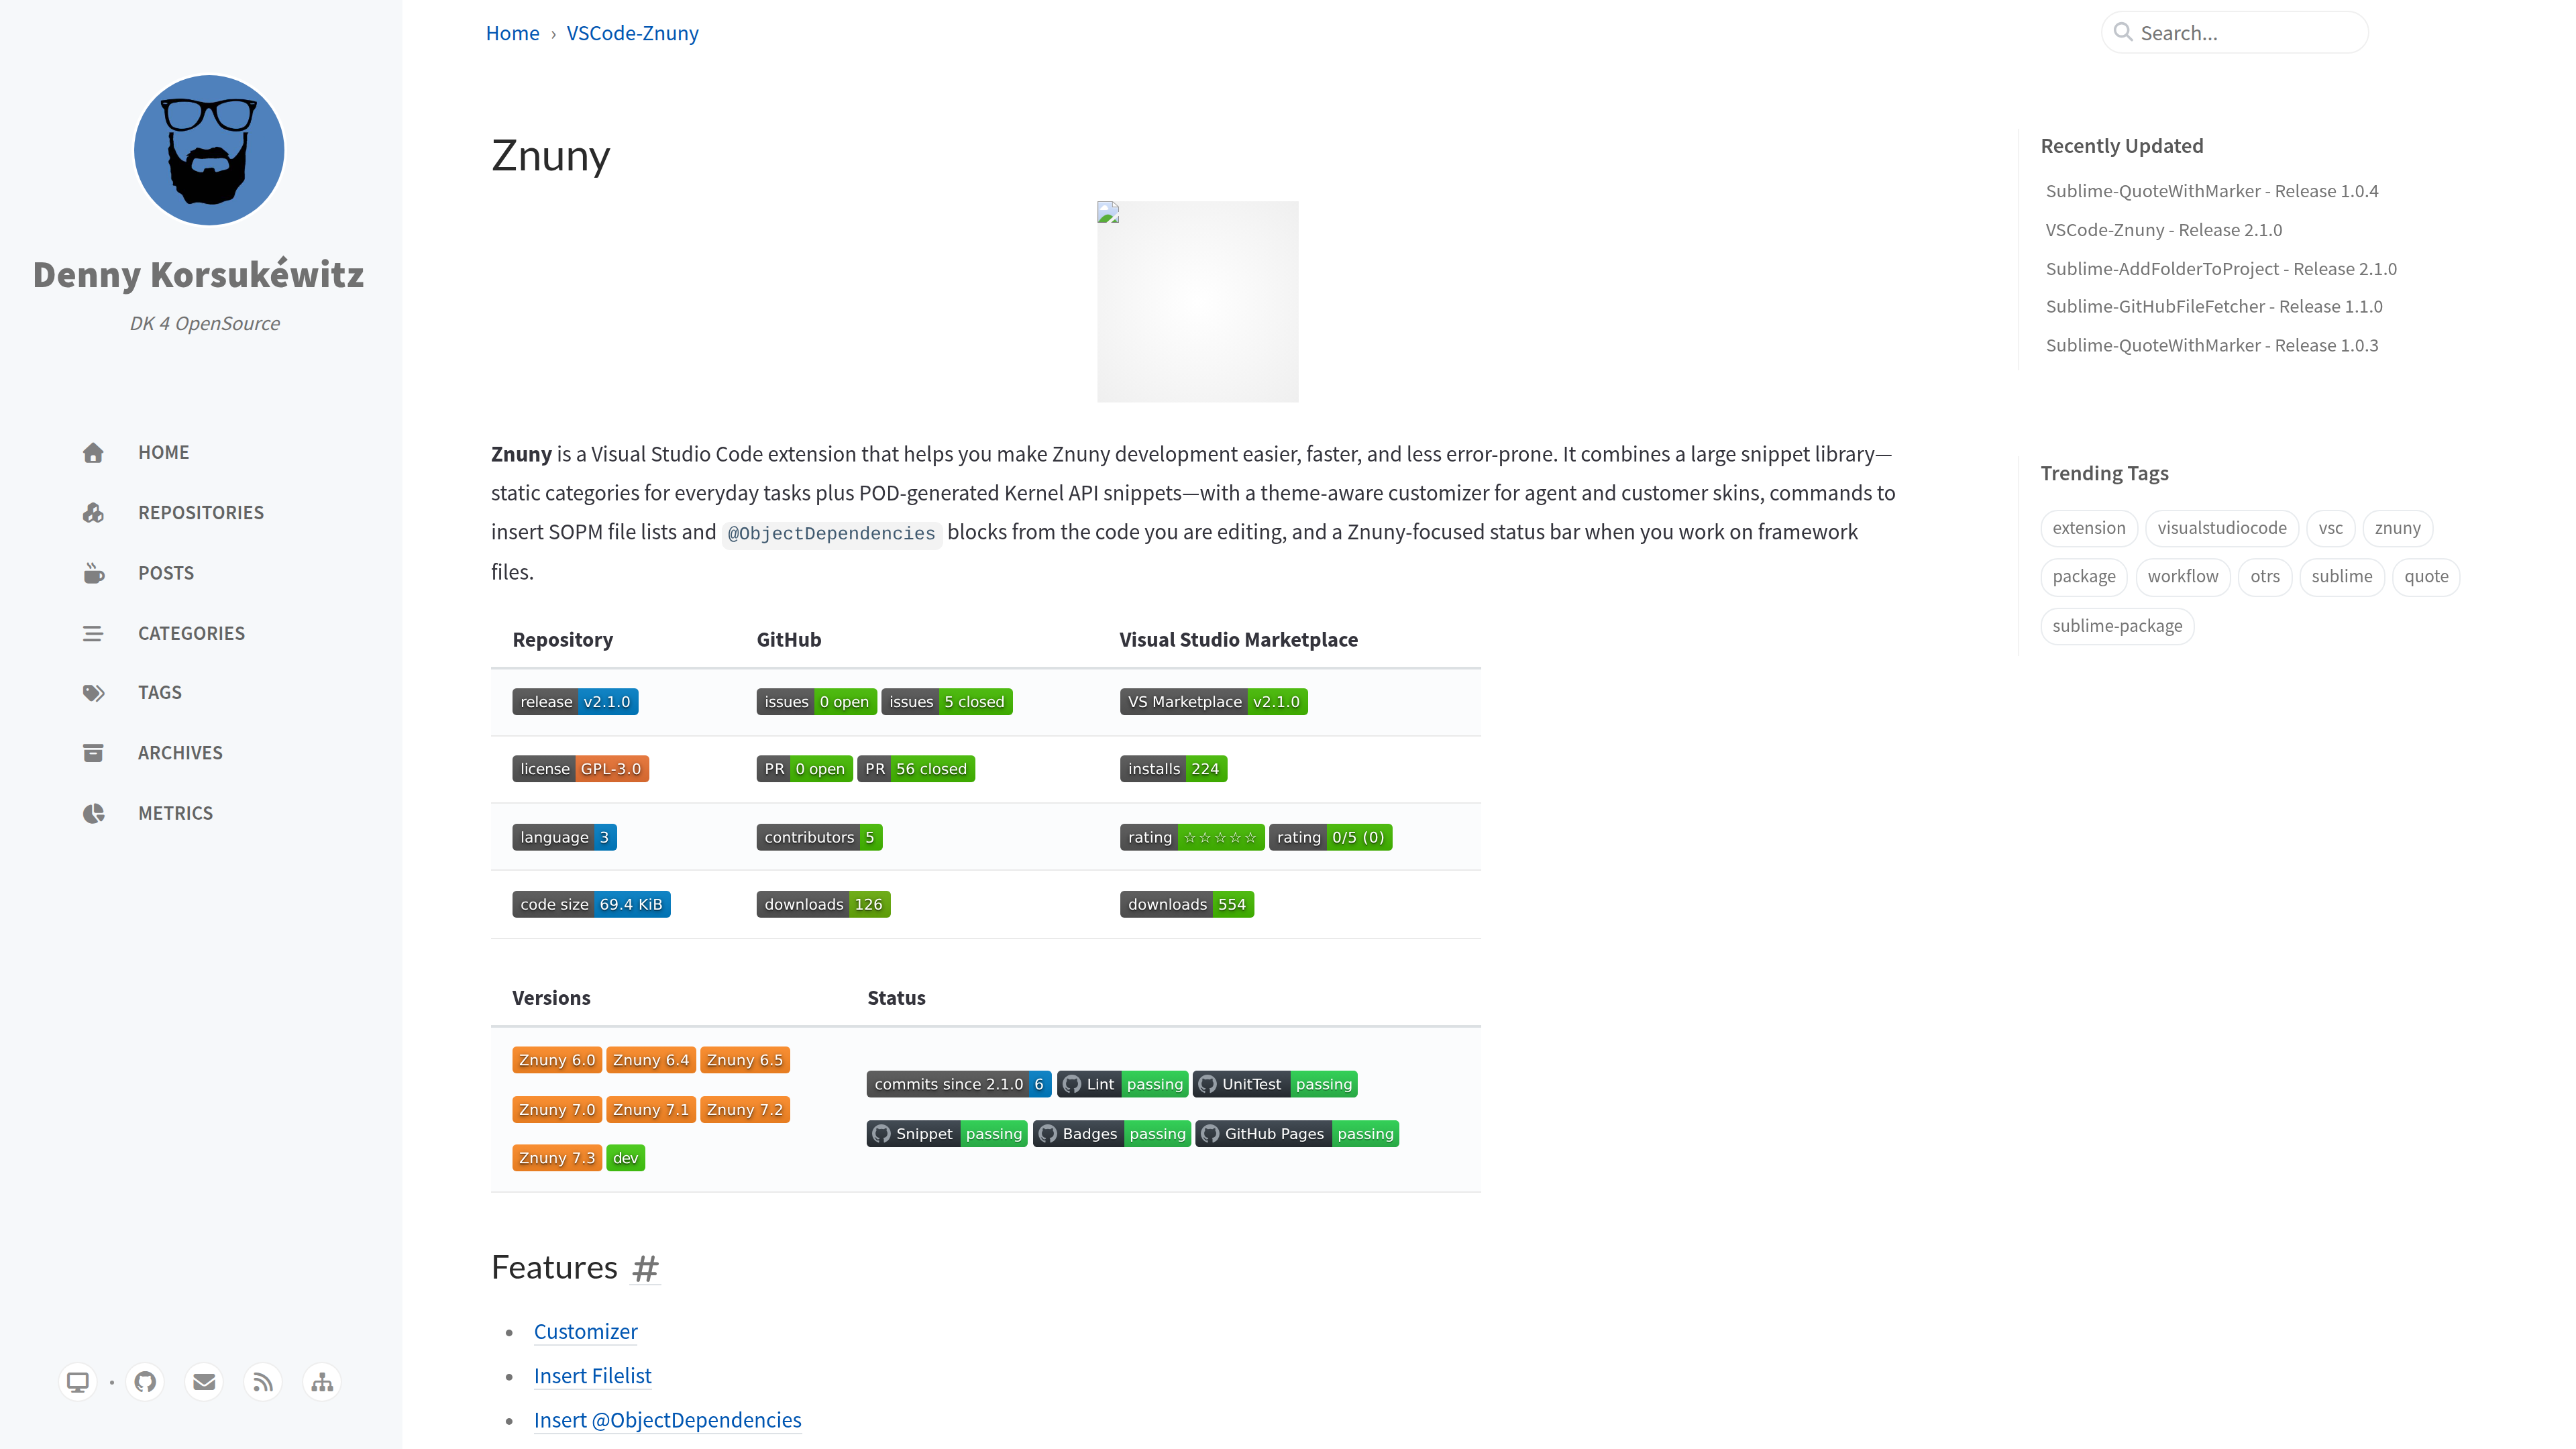 Denny Korsukéwitz
DK 4 OpenSource
HOME
REPOSITORIES
POSTS
CATEGORIES
TAGS
ARCHIVES
METRICS
Home › VSCode-Znuny
Search...
Znuny
Znuny is a Visual Studio Code extension that helps you make Znuny development easier, faster, and less error-prone. It combines a large snippet library—
static categories for everyday tasks plus POD-generated Kernel API snippets—with a theme-aware customizer for agent and customer skins, commands to
insert SOPM file lists and @ObjectDependencies blocks from the code you are editing, and a Znuny-focused status bar when you work on framework
files.
Repository GitHub Visual Studio Marketplace
release v2.1.0 issues 0 open issues 5 closed VS Marketplace v2.1.0
license GPL-3.0 PR 0 open PR 56 closed installs 224
language 3 contributors 5 rating ☆☆☆☆☆ rating 0/5 (0)
code size 69.4 KiB downloads 126 downloads 554
Versions Status
Znuny 6.0 Znuny 6.4 Znuny 6.5
Znuny 7.0 Znuny 7.1 Znuny 7.2
Znuny 7.3 dev
commits since 2.1.0 6 Lint passing UnitTest passing
Snippet passing Badges passing GitHub Pages passing
Features #
• Customizer
• Insert Filelist
• Insert @ObjectDependencies
Recently Updated
Sublime-QuoteWithMarker - Release 1.0.4
VSCode-Znuny - Release 2.1.0
Sublime-AddFolderToProject - Release 2.1.0
Sublime-GitHubFileFetcher - Release 1.1.0
Sublime-QuoteWithMarker - Release 1.0.3
Trending Tags
extension visualstudiocode vsc znuny
package workflow otrs sublime quote
sublime-package